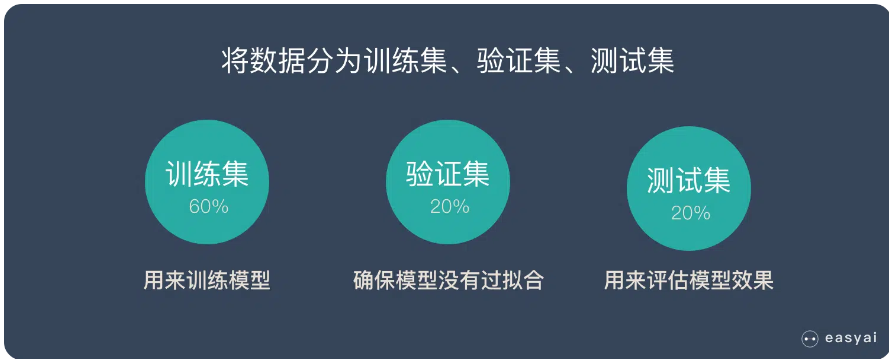 将数据分为训练集、验证集、测试集
训练集
60%
验证集
20%
测试集
20%
用来训练模型
确保模型没有过拟合
用来评估模型效果
easyai